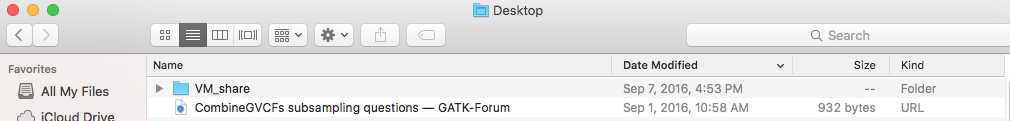 Desktop
Search
Favorites
Name Date Modified Size Kind
All My Files
VM_share Sep 7, 2016, 4:53 PM -- Folder
CombineGVCFs subsampling questions — GATK-Forum Sep 1, 2016, 10:58 AM 932 bytes URL
iCloud Drive